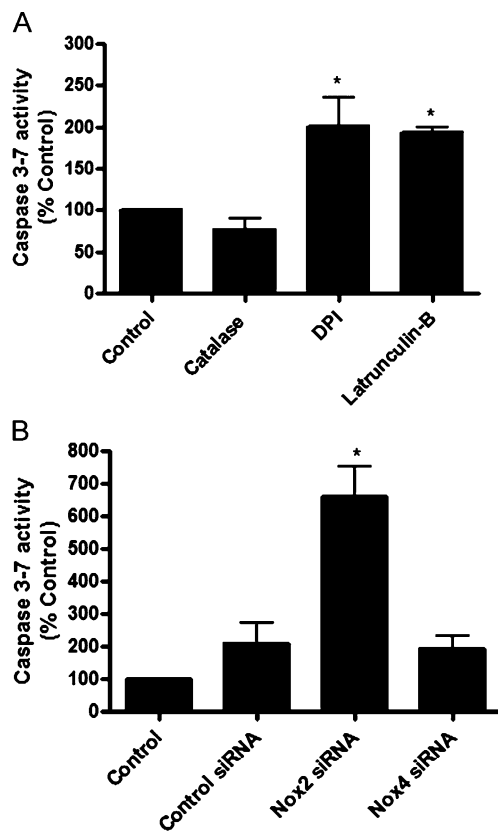 A
Caspase 3-7 activity
(% Control)
300
250
200
150
100
50
0
*
*
Control
Catalase
DPI
Latrunculin-B
B
Caspase 3-7 activity
(% Control)
800
700
600
500
400
300
200
100
0
*
Control
Control siRNA
Nox2 siRNA
Nox4 siRNA